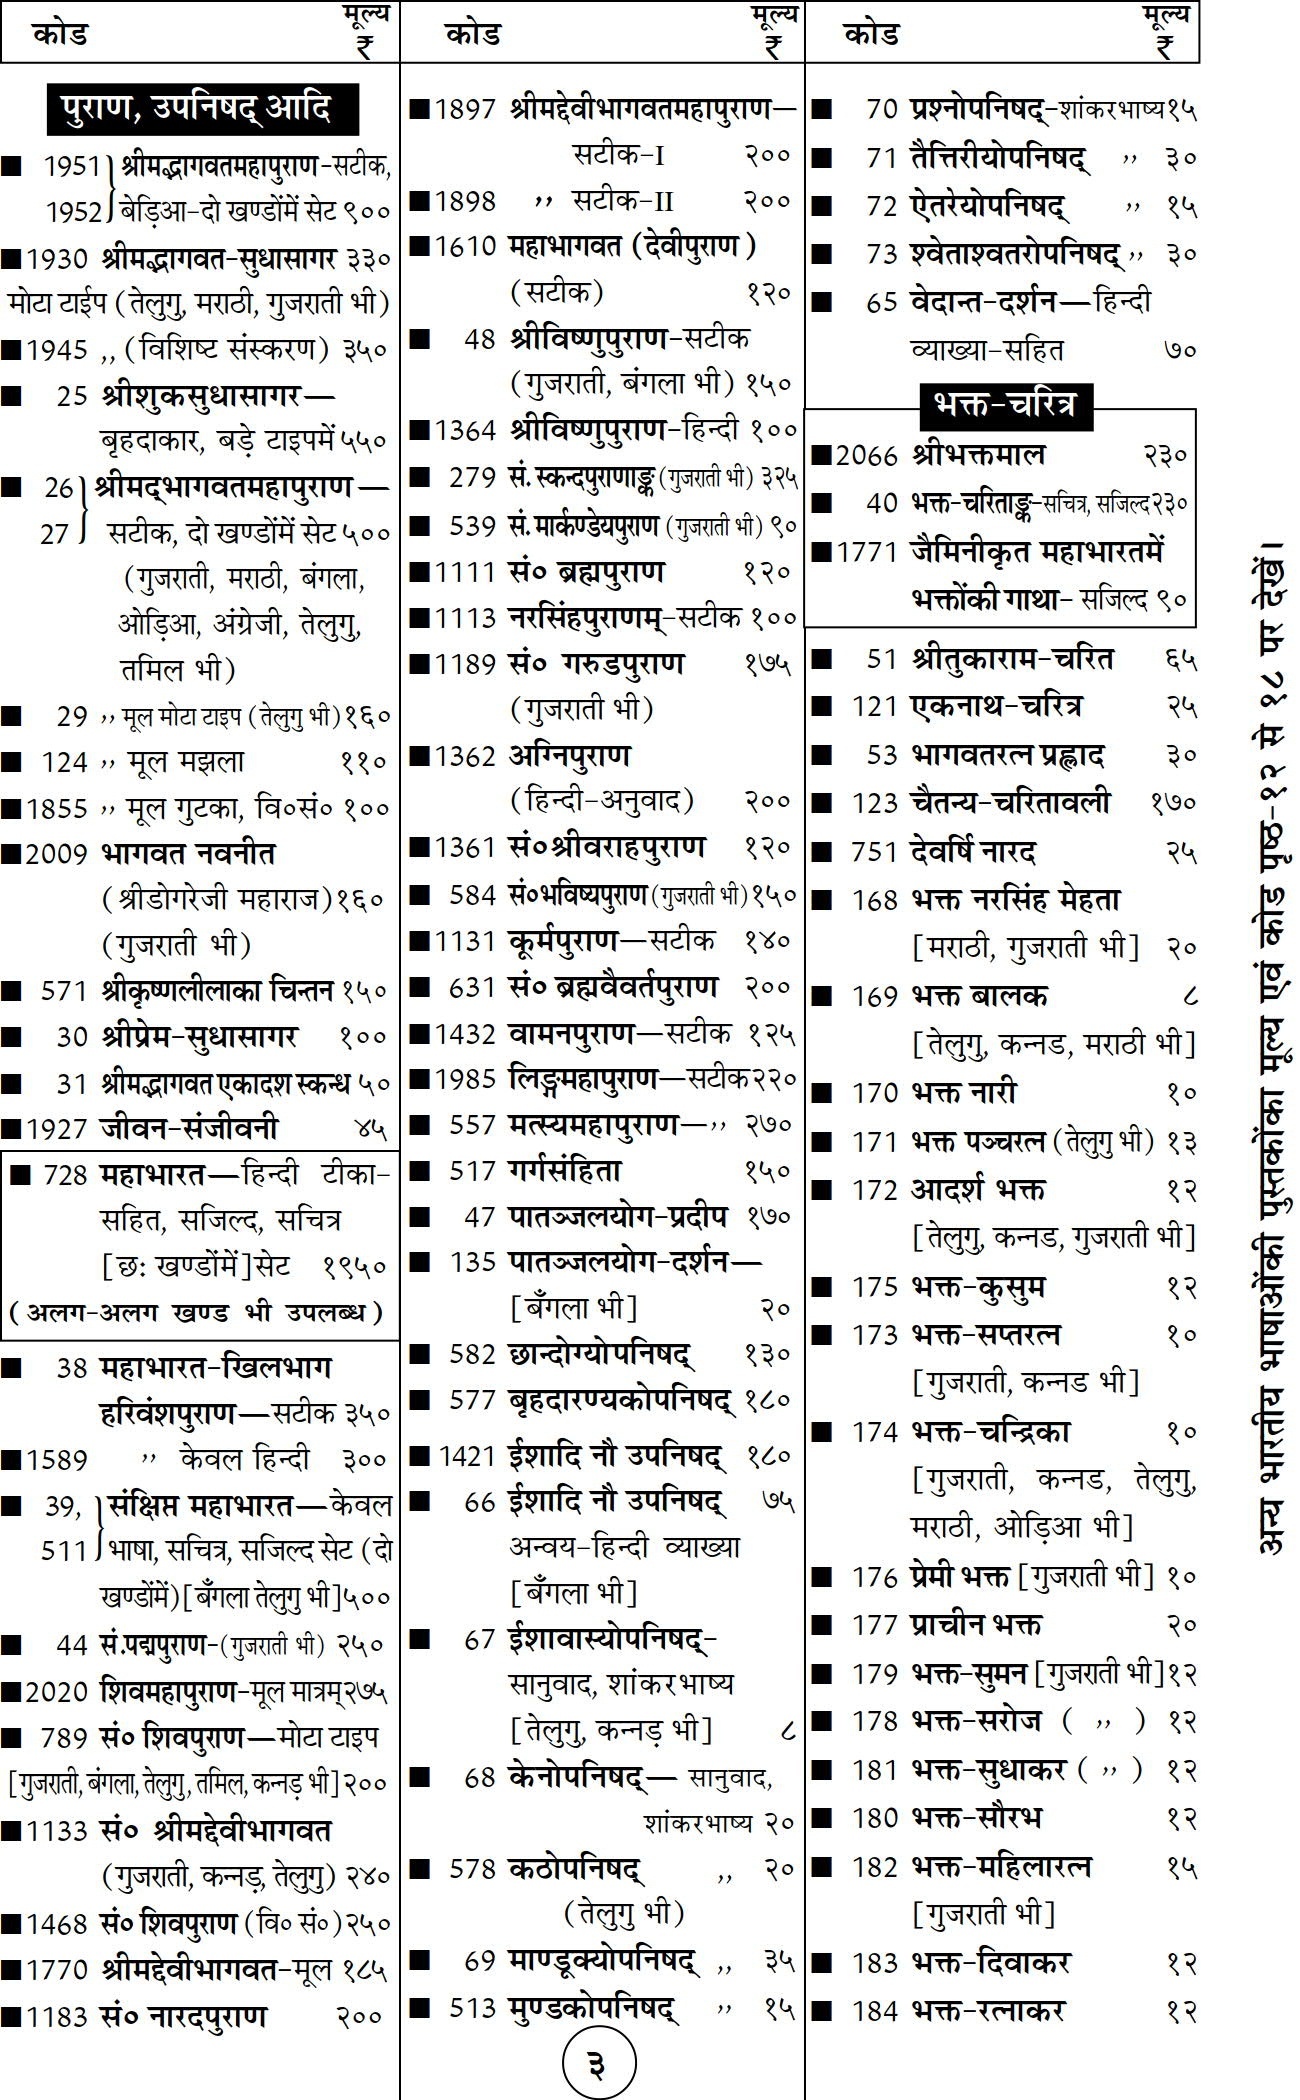 कोड मूल्य ₹
पुराण, उपनिषद् आदि
■ 1951 श्रीमद्भागवतमहापुराण-सटीक,
1952 बेड़िआ-दो खण्डोंमें सेट ९००
■1930 श्रीमद्भागवत-सुधासागर ३३०
मोटा टाईप (तेलुगु, मराठी, गुजराती भी)
■1945 ,, (विशिष्ट संस्करण) ३५०
■ 25 श्रीशुकसुधासागर—
बृहदाकार, बड़े टाइपमें ५५०
■ 26 श्रीमद्‌भागवतमहापुराण—
27 सटीक, दो खण्डोंमें सेट ५००
(गुजराती, मराठी, बंगला,
ओड़िआ, अंग्रेजी, तेलुगु,
तमिल भी)
■ 29 ,, मूल मोटा टाइप (तेलुगु भी) १६०
■ 124 ,, मूल मझला ११०
■1855 ,, मूल गुटका, वि०सं० १००
■2009 भागवत नवनीत
(श्रीडोगरेजी महाराज) १६०
(गुजराती भी)
■ 571 श्रीकृष्णलीलाका चिन्तन १५०
■ 30 श्रीप्रेम-सुधासागर १००
■ 31 श्रीमद्भागवत एकादश स्कन्ध ५०
■1927 जीवन-संजीवनी ४५
■ 728 महाभारत—हिन्दी टीका-
सहित, सजिल्द, सचित्र
[छः खण्डोंमें]सेट १९५०
(अलग-अलग खण्ड भी उपलब्ध)
■ 38 महाभारत-खिलभाग
हरिवंशपुराण—सटीक ३५०
■1589 ,, केवल हिन्दी ३००
■ 39, संक्षिप्त महाभारत—केवल
511 भाषा, सचित्र, सजिल्द सेट (दो
खण्डोंमें)[बँगला तेलुगु भी]५००
■ 44 सं.पद्मपुराण-(गुजराती भी) २५०
■2020 शिवमहापुराण-मूल मात्रम् २७५
■ 789 सं० शिवपुराण—मोटा टाइप
[गुजराती, बंगला, तेलुगु, तमिल, कन्नड़ भी] २००
■1133 सं० श्रीमद्देवीभागवत
(गुजराती, कन्नड़, तेलुगु) २४०
■1468 सं० शिवपुराण (वि० सं०) २५०
■1770 श्रीमद्देवीभागवत-मूल १८५
■1183 सं० नारदपुराण २००
कोड मूल्य ₹
■1897 श्रीमद्देवीभागवतमहापुराण—
सटीक-I २००
■1898 ,, सटीक-II २००
■1610 महाभागवत (देवीपुराण)
(सटीक) १२०
■ 48 श्रीविष्णुपुराण-सटीक
(गुजराती, बंगला भी) १५०
■1364 श्रीविष्णुपुराण-हिन्दी १००
■ 279 सं. स्कन्दपुराणाङ्क (गुजराती भी) ३२५
■ 539 सं. मार्कण्डेयपुराण (गुजराती भी) ९०
■1111 सं० ब्रह्मपुराण १२०
■1113 नरसिंहपुराणम्-सटीक १००
■1189 सं० गरुडपुराण १७५
(गुजराती भी)
■1362 अग्निपुराण
(हिन्दी-अनुवाद) २००
■1361 सं०श्रीवराहपुराण १२०
■ 584 सं०भविष्यपुराण (गुजराती भी) १५०
■1131 कूर्मपुराण—सटीक १४०
■ 631 सं० ब्रह्मवैवर्तपुराण २००
■1432 वामनपुराण—सटीक १२५
■1985 लिङ्गमहापुराण—सटीक २२०
■ 557 मत्स्यमहापुराण—,, २७०
■ 517 गर्गसंहिता १५०
■ 47 पातञ्जलयोग-प्रदीप १७०
■ 135 पातञ्जलयोग-दर्शन—
[बँगला भी] २०
■ 582 छान्दोग्योपनिषद् १३०
■ 577 बृहदारण्यकोपनिषद् १८०
■ 1421 ईशादि नौ उपनिषद् १८०
■ 66 ईशादि नौ उपनिषद् ७५
अन्वय-हिन्दी व्याख्या
[बँगला भी]
■ 67 ईशावास्योपनिषद्-
सानुवाद, शांकरभाष्य
[तेलुगु, कन्नड़ भी] ८
■ 68 केनोपनिषद्— सानुवाद,
शांकरभाष्य २०
■ 578 कठोपनिषद् ,, २०
(तेलुगु भी)
■ 69 माण्डूक्योपनिषद् ,, ३५
■ 513 मुण्डकोपनिषद् ,, १५
कोड मूल्य ₹
■ 70 प्रश्नोपनिषद्-शांकरभाष्य १५
■ 71 तैत्तिरीयोपनिषद् ,, ३०
■ 72 ऐतरेयोपनिषद् ,, १५
■ 73 श्वेताश्वतरोपनिषद् ,, ३०
■ 65 वेदान्त-दर्शन—हिन्दी
व्याख्या-सहित ७०
भक्त-चरित्र
■2066 श्रीभक्तमाल २३०
■ 40 भक्त-चरिताङ्क-सचित्र, सजिल्द २३०
■1771 जैमिनीकृत महाभारतमें
भक्तोंकी गाथा- सजिल्द ९०
■ 51 श्रीतुकाराम-चरित ६५
■ 121 एकनाथ-चरित्र २५
■ 53 भागवतरत्न प्रह्लाद ३०
■ 123 चैतन्य-चरितावली १७०
■ 751 देवर्षि नारद २५
■ 168 भक्त नरसिंह मेहता
[मराठी, गुजराती भी] २०
■ 169 भक्त बालक ८
[तेलुगु, कन्नड, मराठी भी]
■ 170 भक्त नारी १०
■ 171 भक्त पञ्चरत्न (तेलुगु भी) १३
■ 172 आदर्श भक्त १२
[तेलुगु, कन्नड, गुजराती भी]
■ 175 भक्त-कुसुम १२
■ 173 भक्त-सप्तरत्न १०
[गुजराती, कन्नड भी]
■ 174 भक्त-चन्द्रिका १०
[गुजराती, कन्नड, तेलुगु,
मराठी, ओड़िआ भी]
■ 176 प्रेमी भक्त [गुजराती भी] १०
■ 177 प्राचीन भक्त २०
■ 179 भक्त-सुमन [गुजराती भी] १२
■ 178 भक्त-सरोज ( ,, ) १२
■ 181 भक्त-सुधाकर ( ,, ) १२
■ 180 भक्त-सौरभ १२
■ 182 भक्त-महिलारत्न १५
[गुजराती भी]
■ 183 भक्त-दिवाकर १२
■ 184 भक्त-रत्नाकर १२
अन्य भारतीय भाषाओंकी पुस्तकोंका मूल्य एवं कोड पृष्ठ-१२ से १८ पर देखें।
३